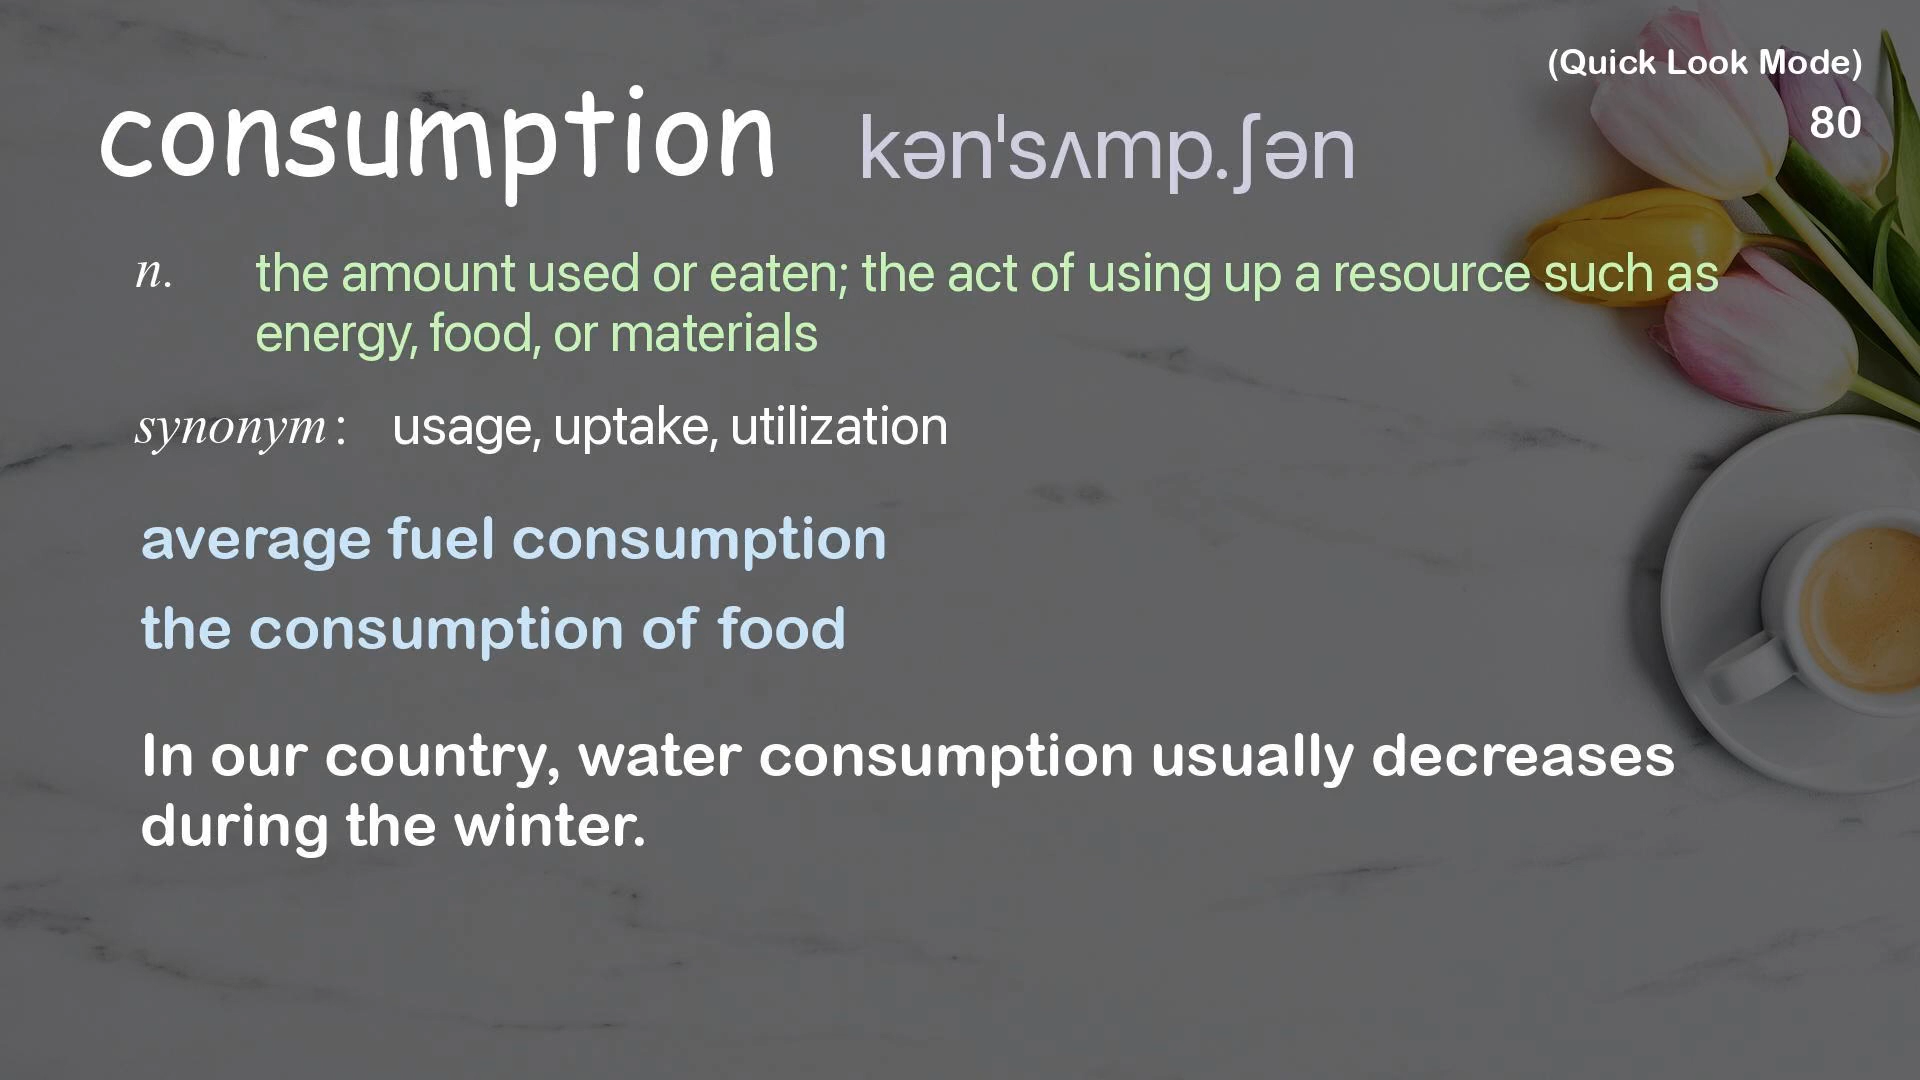 (Quick Look Mode)
80
consumption kən'sʌmp.ʃən
n. the amount used or eaten; the act of using up a resource such as
energy, food, or materials
synonym: usage, uptake, utilization
average fuel consumption
the consumption of food
In our country, water consumption usually decreases
during the winter.